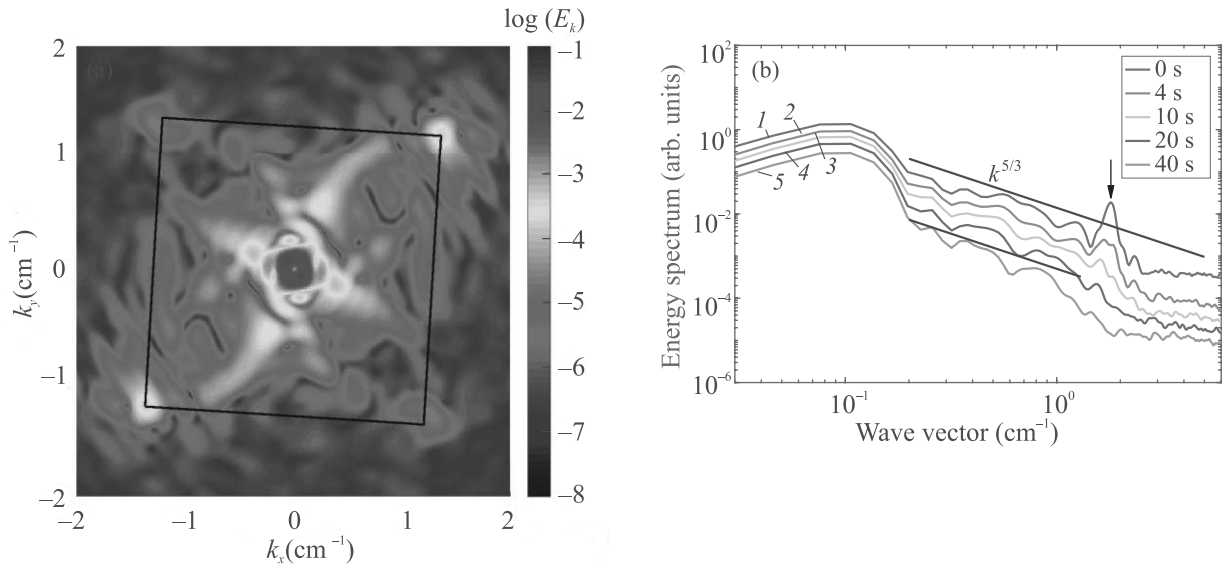 log (E_k)
(a)
2
1
0
−1
−2
k_y(cm⁻¹)
−2
−1
0
1
2
k_x(cm⁻¹)
−1
−2
−3
−4
−5
−6
−7
−8
(b)
10²
10⁰
10⁻²
10⁻⁴
10⁻⁶
Energy spectrum (arb. units)
1
2
3
4
5
k^5/3
0 s
4 s
10 s
20 s
40 s
10⁻¹
10⁰
Wave vector (cm⁻¹)